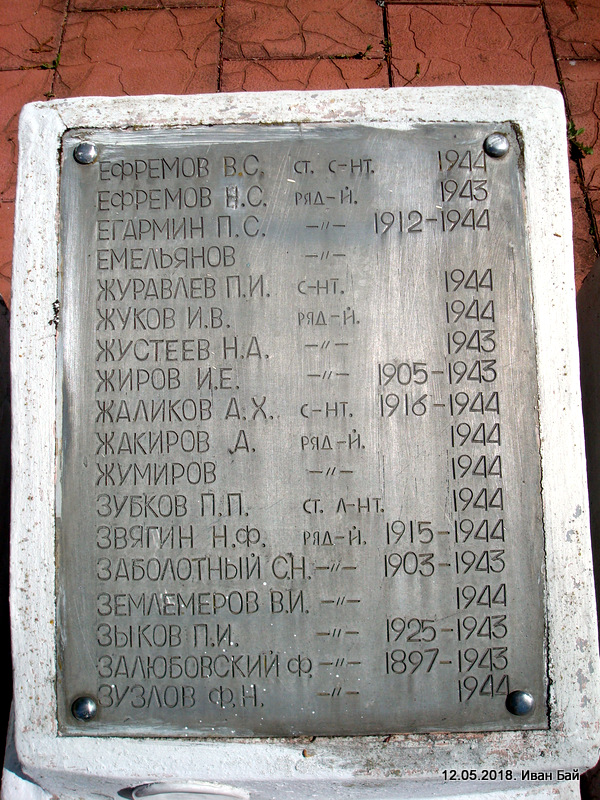 ЕФРЕМОВ В.С. СТ. С-НТ. 1944
ЕФРЕМОВ Н.С. РЯД-Й. 1943
ЕГАРМИН П.С. –〃– 1912-1944
ЕМЕЛЬЯНОВ –〃–
ЖУРАВЛЕВ П.И. С-НТ. 1944
ЖУКОВ И.В. РЯД-Й. 1944
ЖУСТЕЕВ Н.А. –〃– 1943
ЖИРОВ И.Е. –〃– 1905-1943
ЖАЛИКОВ А.Х. С-НТ. 1916-1944
ЖАКИРОВ А. РЯД-Й. 1944
ЖУМИРОВ –〃– 1944
ЗУБКОВ П.П. СТ. Л-НТ. 1944
ЗВЯГИН Н.Ф. РЯД-Й. 1915-1944
ЗАБОЛОТНЫЙ С.Н. –〃– 1903-1943
ЗЕМЛЕМЕРОВ В.И. –〃– 1944
ЗЫКОВ П.И. –〃– 1925-1943
ЗАЛЮБОВСКИЙ Ф. –〃– 1897-1943
ЗУЗЛОВ Ф.Н. –〃– 1944
12.05.2018. Иван Бай